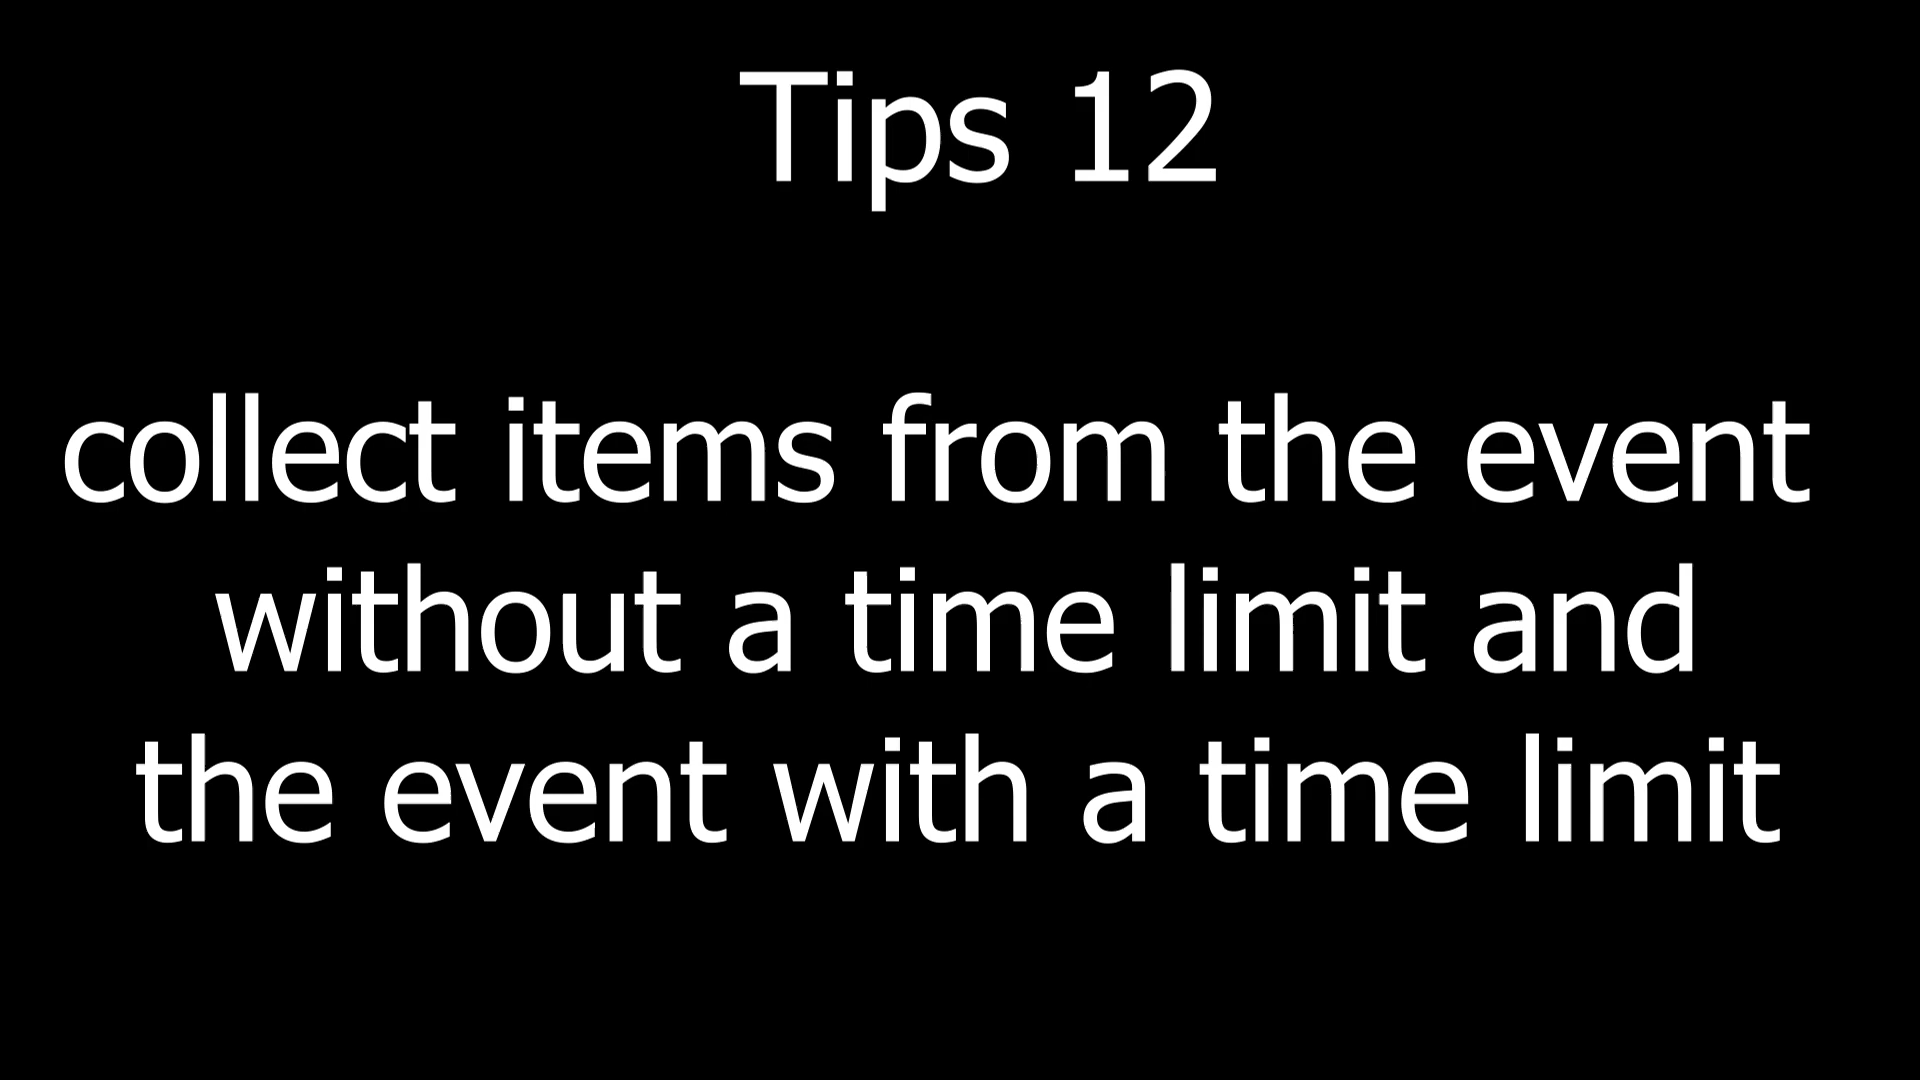 Tips 12
collect items from the event
without a time limit and
the event with a time limit